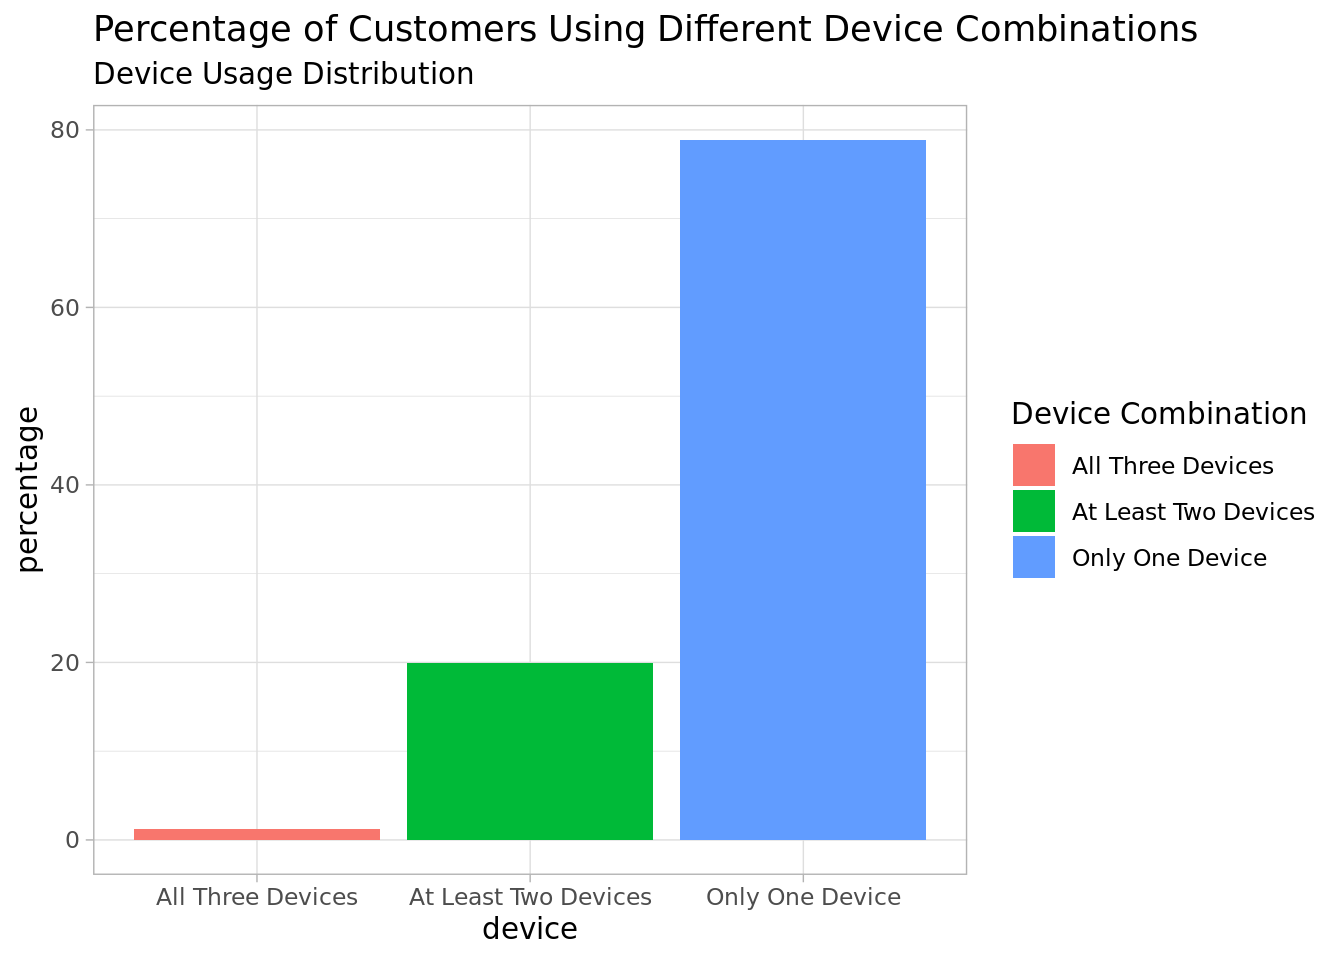 Percentage of Customers Using Different Device Combinations
Device Usage Distribution
80
60
40
20
0
percentage
All Three Devices
At Least Two Devices
Only One Device
device
Device Combination
All Three Devices
At Least Two Devices
Only One Device